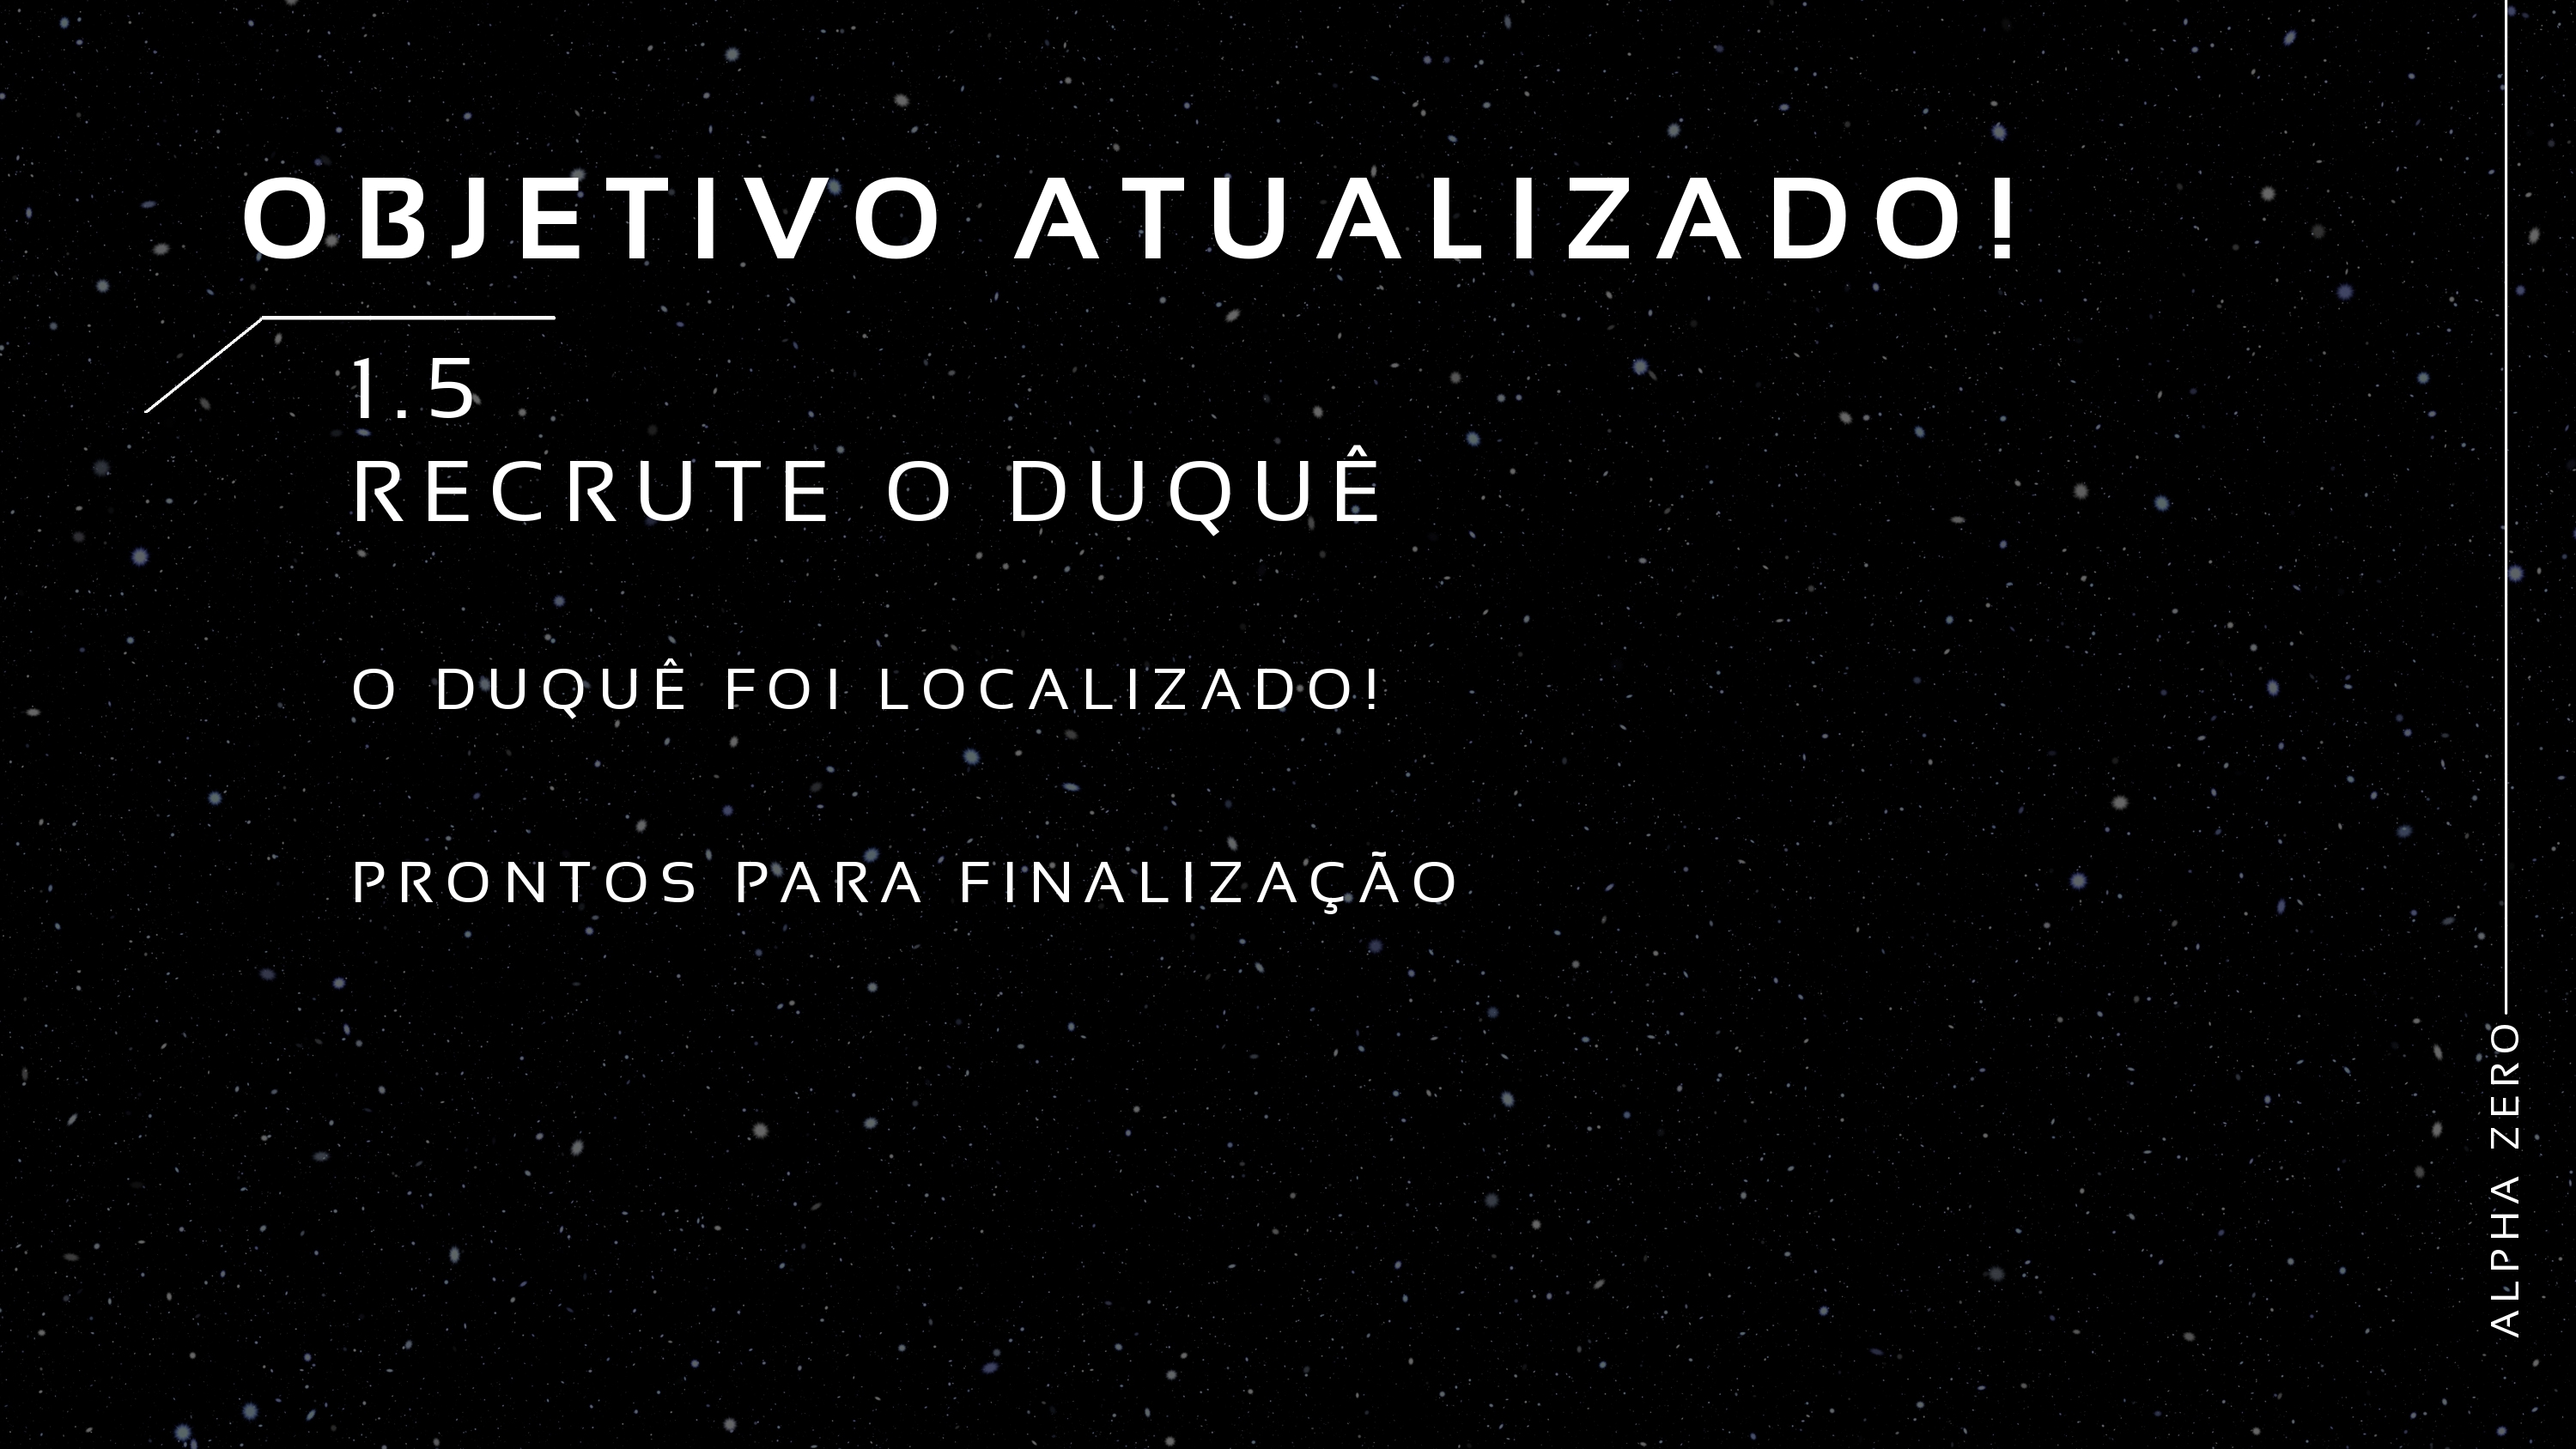 OBJETIVO ATUALIZADO!
1.5
RECRUTE O DUQUÊ
O DUQUÊ FOI LOCALIZADO!
PRONTOS PARA FINALIZAÇÃO
ALPHA ZERO